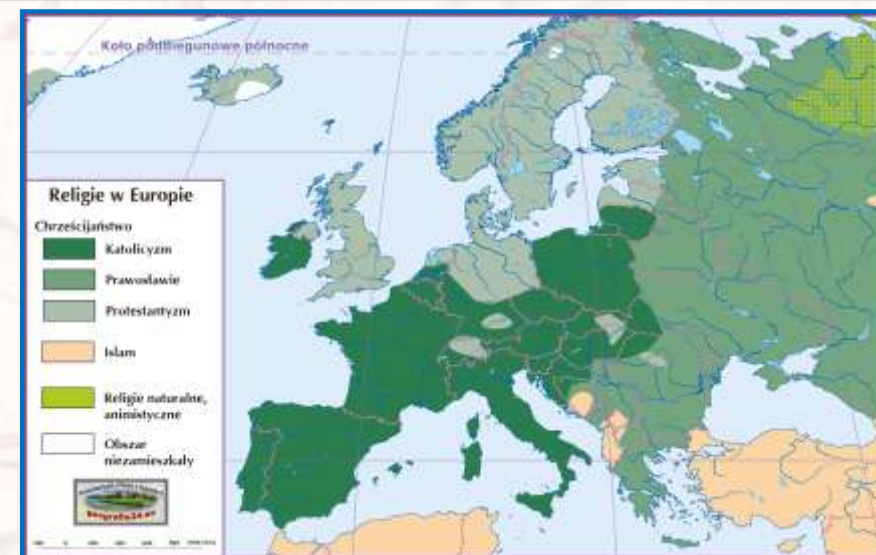 Koło podbiegunowe północne
Religie w Europie
Chrześcijaństwo
Katolicyzm
Prawosławie
Protestantyzm
Islam
Religie naturalne,
animistyczne
Obszar
niezamieszkały